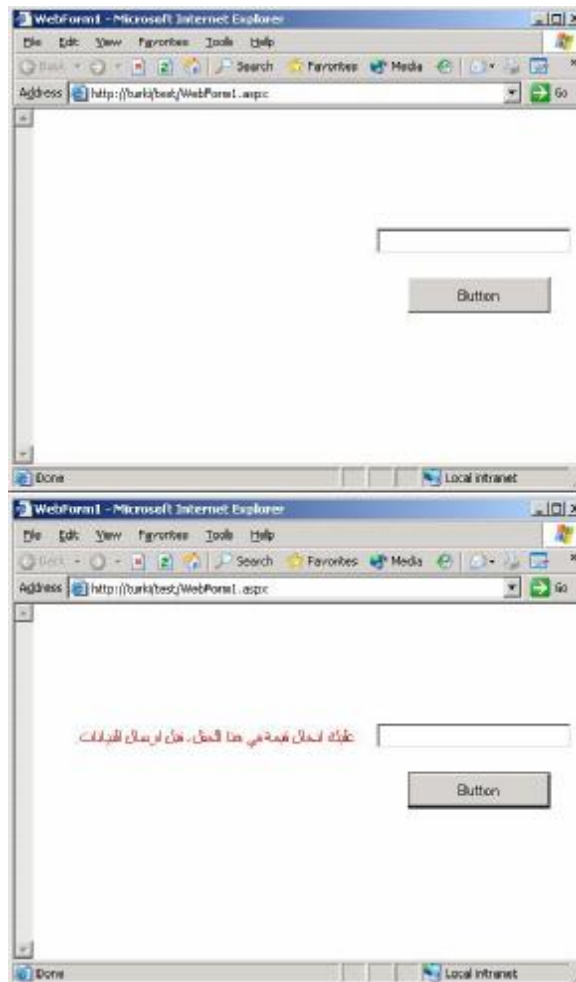 WebForm1 - Microsoft Internet Explorer
File Edit View Favorites Tools Help
Back Search Favorites Media
Address http://turki/test/WebForm1.aspx Go
Button
Done Local intranet
WebForm1 - Microsoft Internet Explorer
File Edit View Favorites Tools Help
Back Search Favorites Media
Address http://turki/test/WebForm1.aspx Go
عليك ادخال قيمة في هذا الحقل ، قبل ارسال البيانات.
Button
Done Local intranet